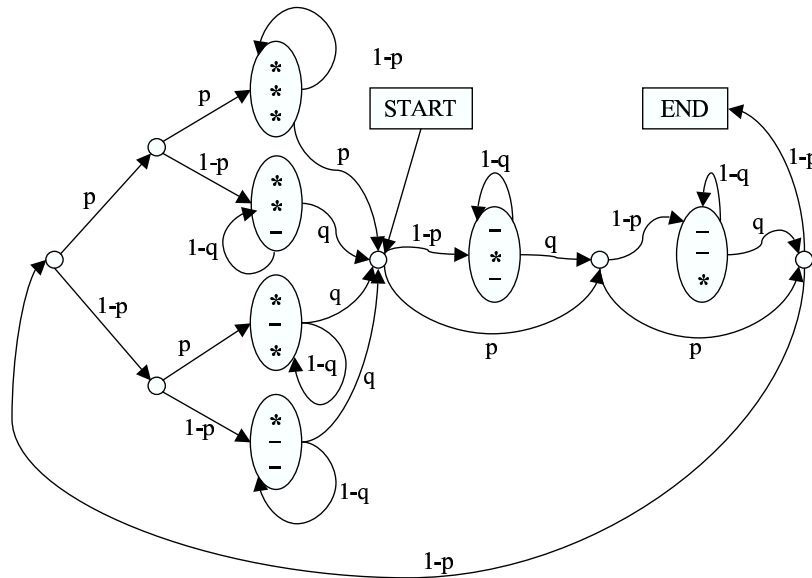 *
*
*
1-p
p
START
END
p
1-p
1-p
*
*
–
q
1-q
p
1-q
–
*
–
1-p
q
1-p
1-q
–
–
*
q
1-p
*
–
*
q
1-q
p
p
p
q
1-p
*
–
–
1-q
1-p